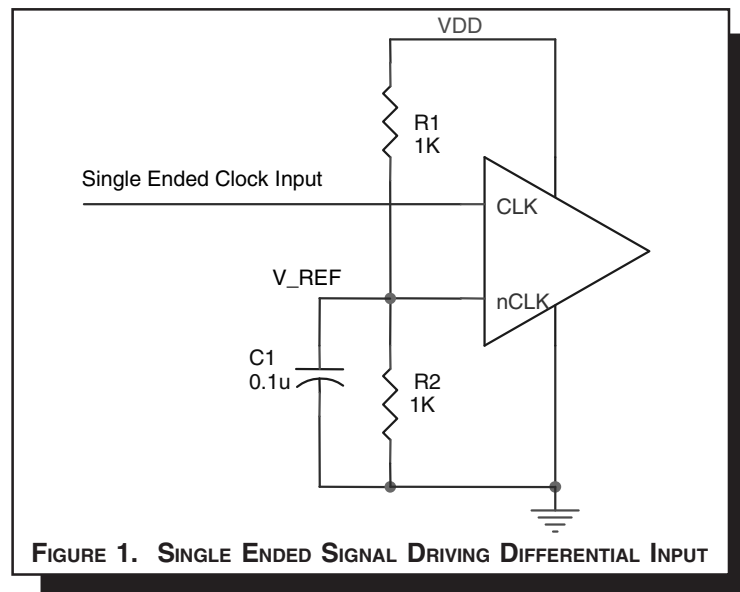 VDD
R1
1K
Single Ended Clock Input
CLK
V_REF
nCLK
C1
0.1u
R2
1K
FIGURE 1. SINGLE ENDED SIGNAL DRIVING DIFFERENTIAL INPUT